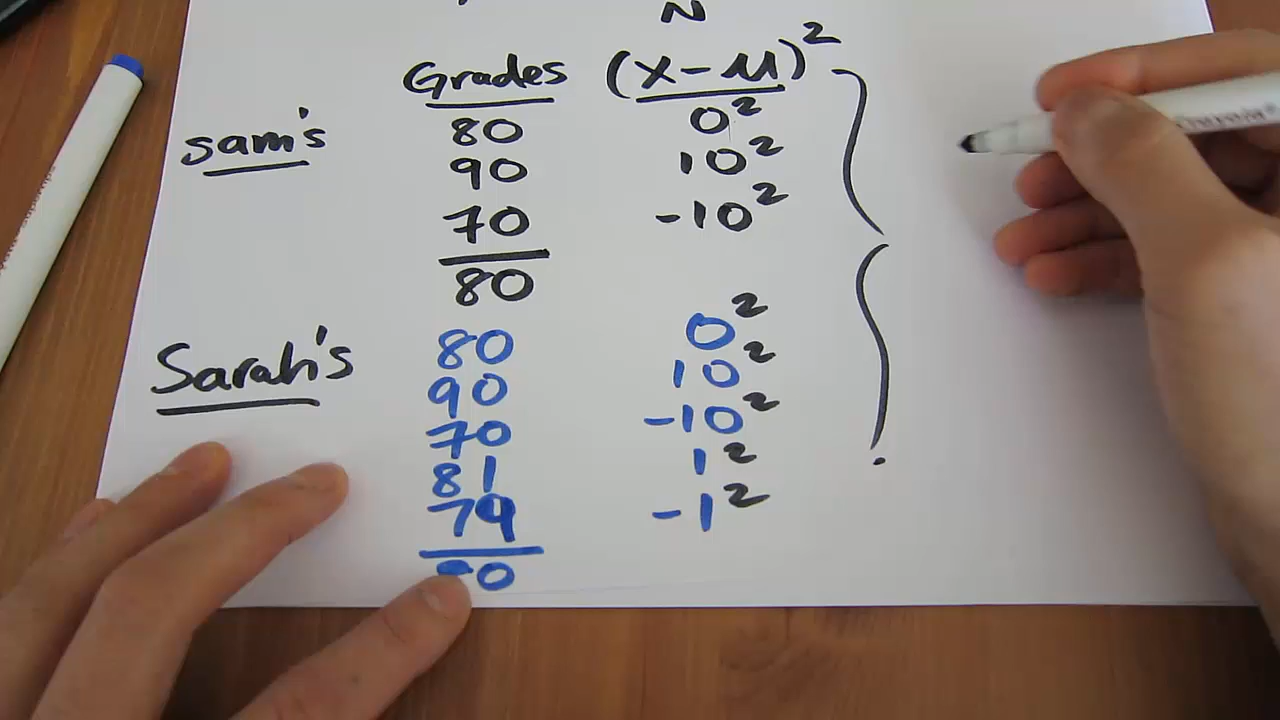 N
Grades (x-μ)²
sam's 80 0²
90 10²
70 -10²
80
Sarah's 80 0²
90 10²
70 -10²
81 1²
79 -1²